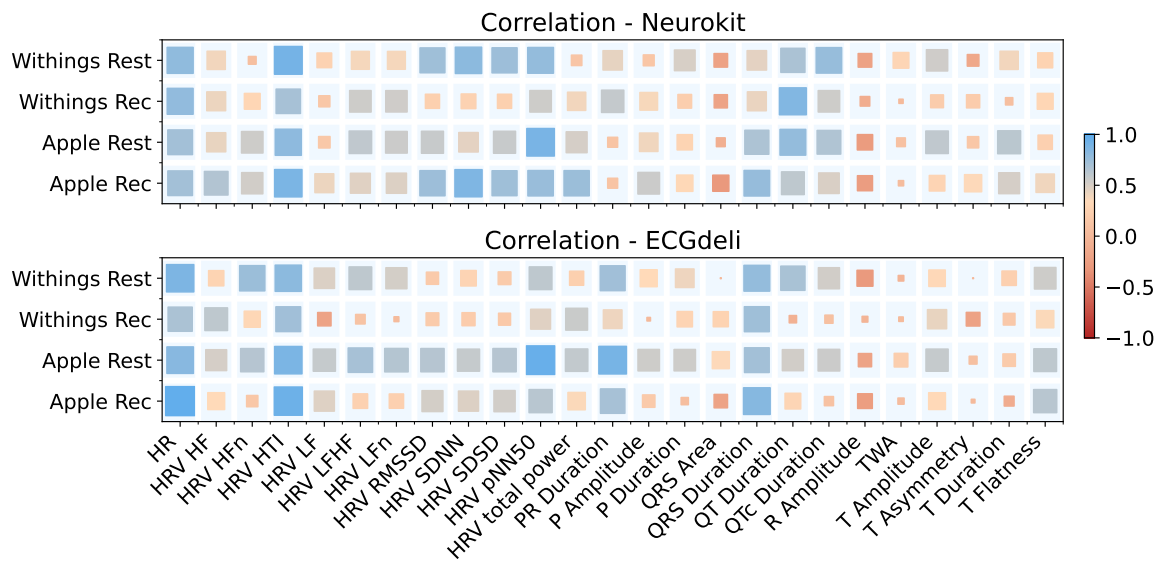 Correlation - Neurokit
Withings Rest
Withings Rec
Apple Rest
Apple Rec
Correlation - ECGdeli
Withings Rest
Withings Rec
Apple Rest
Apple Rec
HR
HRV HF
HRV HFn
HRV HTI
HRV LF
HRV LFHF
HRV LFn
HRV RMSSD
HRV SDNN
HRV SDSD
HRV pNN50
HRV total power
PR Duration
P Amplitude
P Duration
QRS Area
QRS Duration
QT Duration
QTc Duration
R Amplitude
TWA
T Amplitude
T Asymmetry
T Duration
T Flatness
1.0
0.5
0.0
−0.5
−1.0